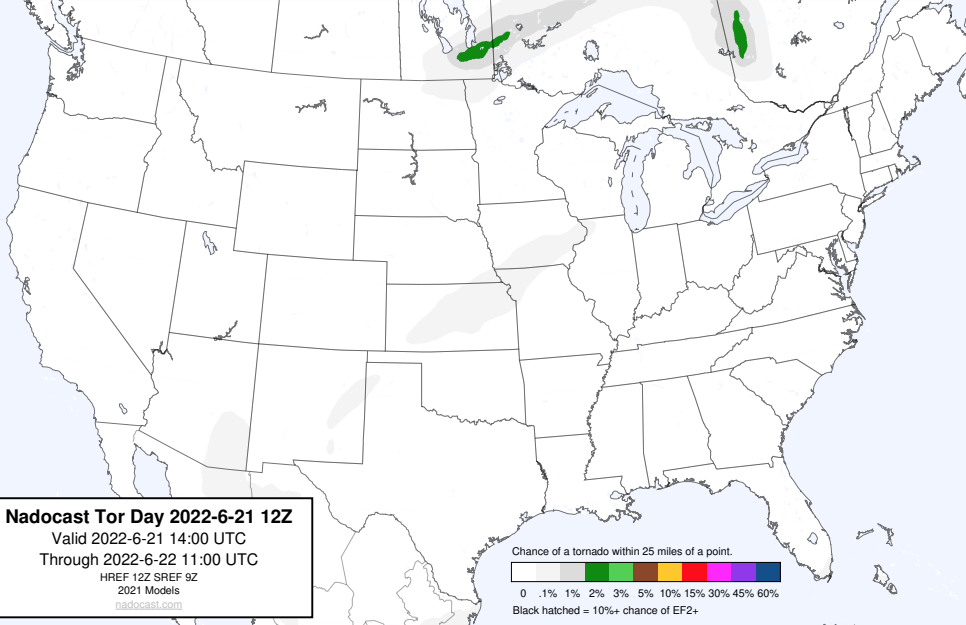 Nadocast Tor Day 2022-6-21 12Z
Valid 2022-6-21 14:00 UTC
Through 2022-6-22 11:00 UTC
HREF 12Z SREF 9Z
2021 Models
nadocast.com
Chance of a tornado within 25 miles of a point.
0 .1% 1% 2% 3% 5% 10% 15% 30% 45% 60%
Black hatched = 10%+ chance of EF2+